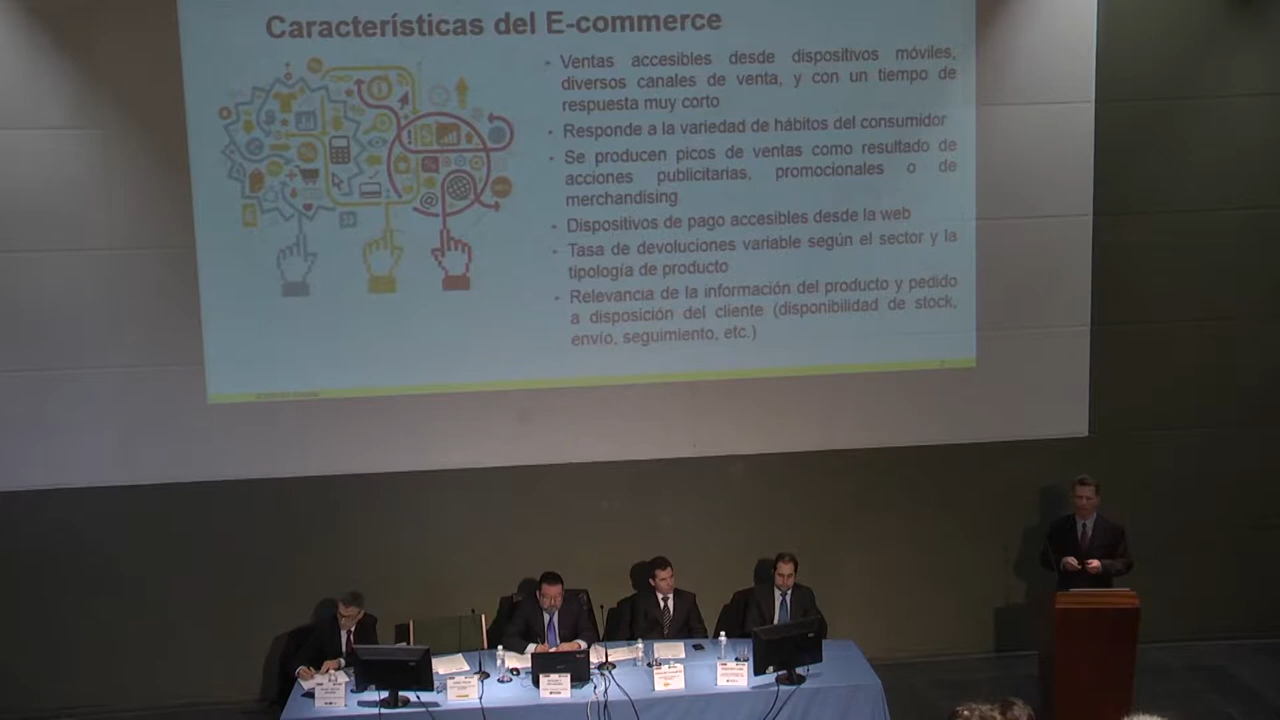 Características del E-commerce
- Ventas accesibles desde dispositivos móviles,
diversos canales de venta, y con un tiempo de
respuesta muy corto
- Responde a la variedad de hábitos del consumidor
- Se producen picos de ventas como resultado de
acciones publicitarias, promocionales o de
merchandising
- Dispositivos de pago accesibles desde la web
- Tasa de devoluciones variable según el sector y la
tipología de producto
- Relevancia de la información del producto y pedido
a disposición del cliente (disponibilidad de stock,
envío, seguimiento, etc.)